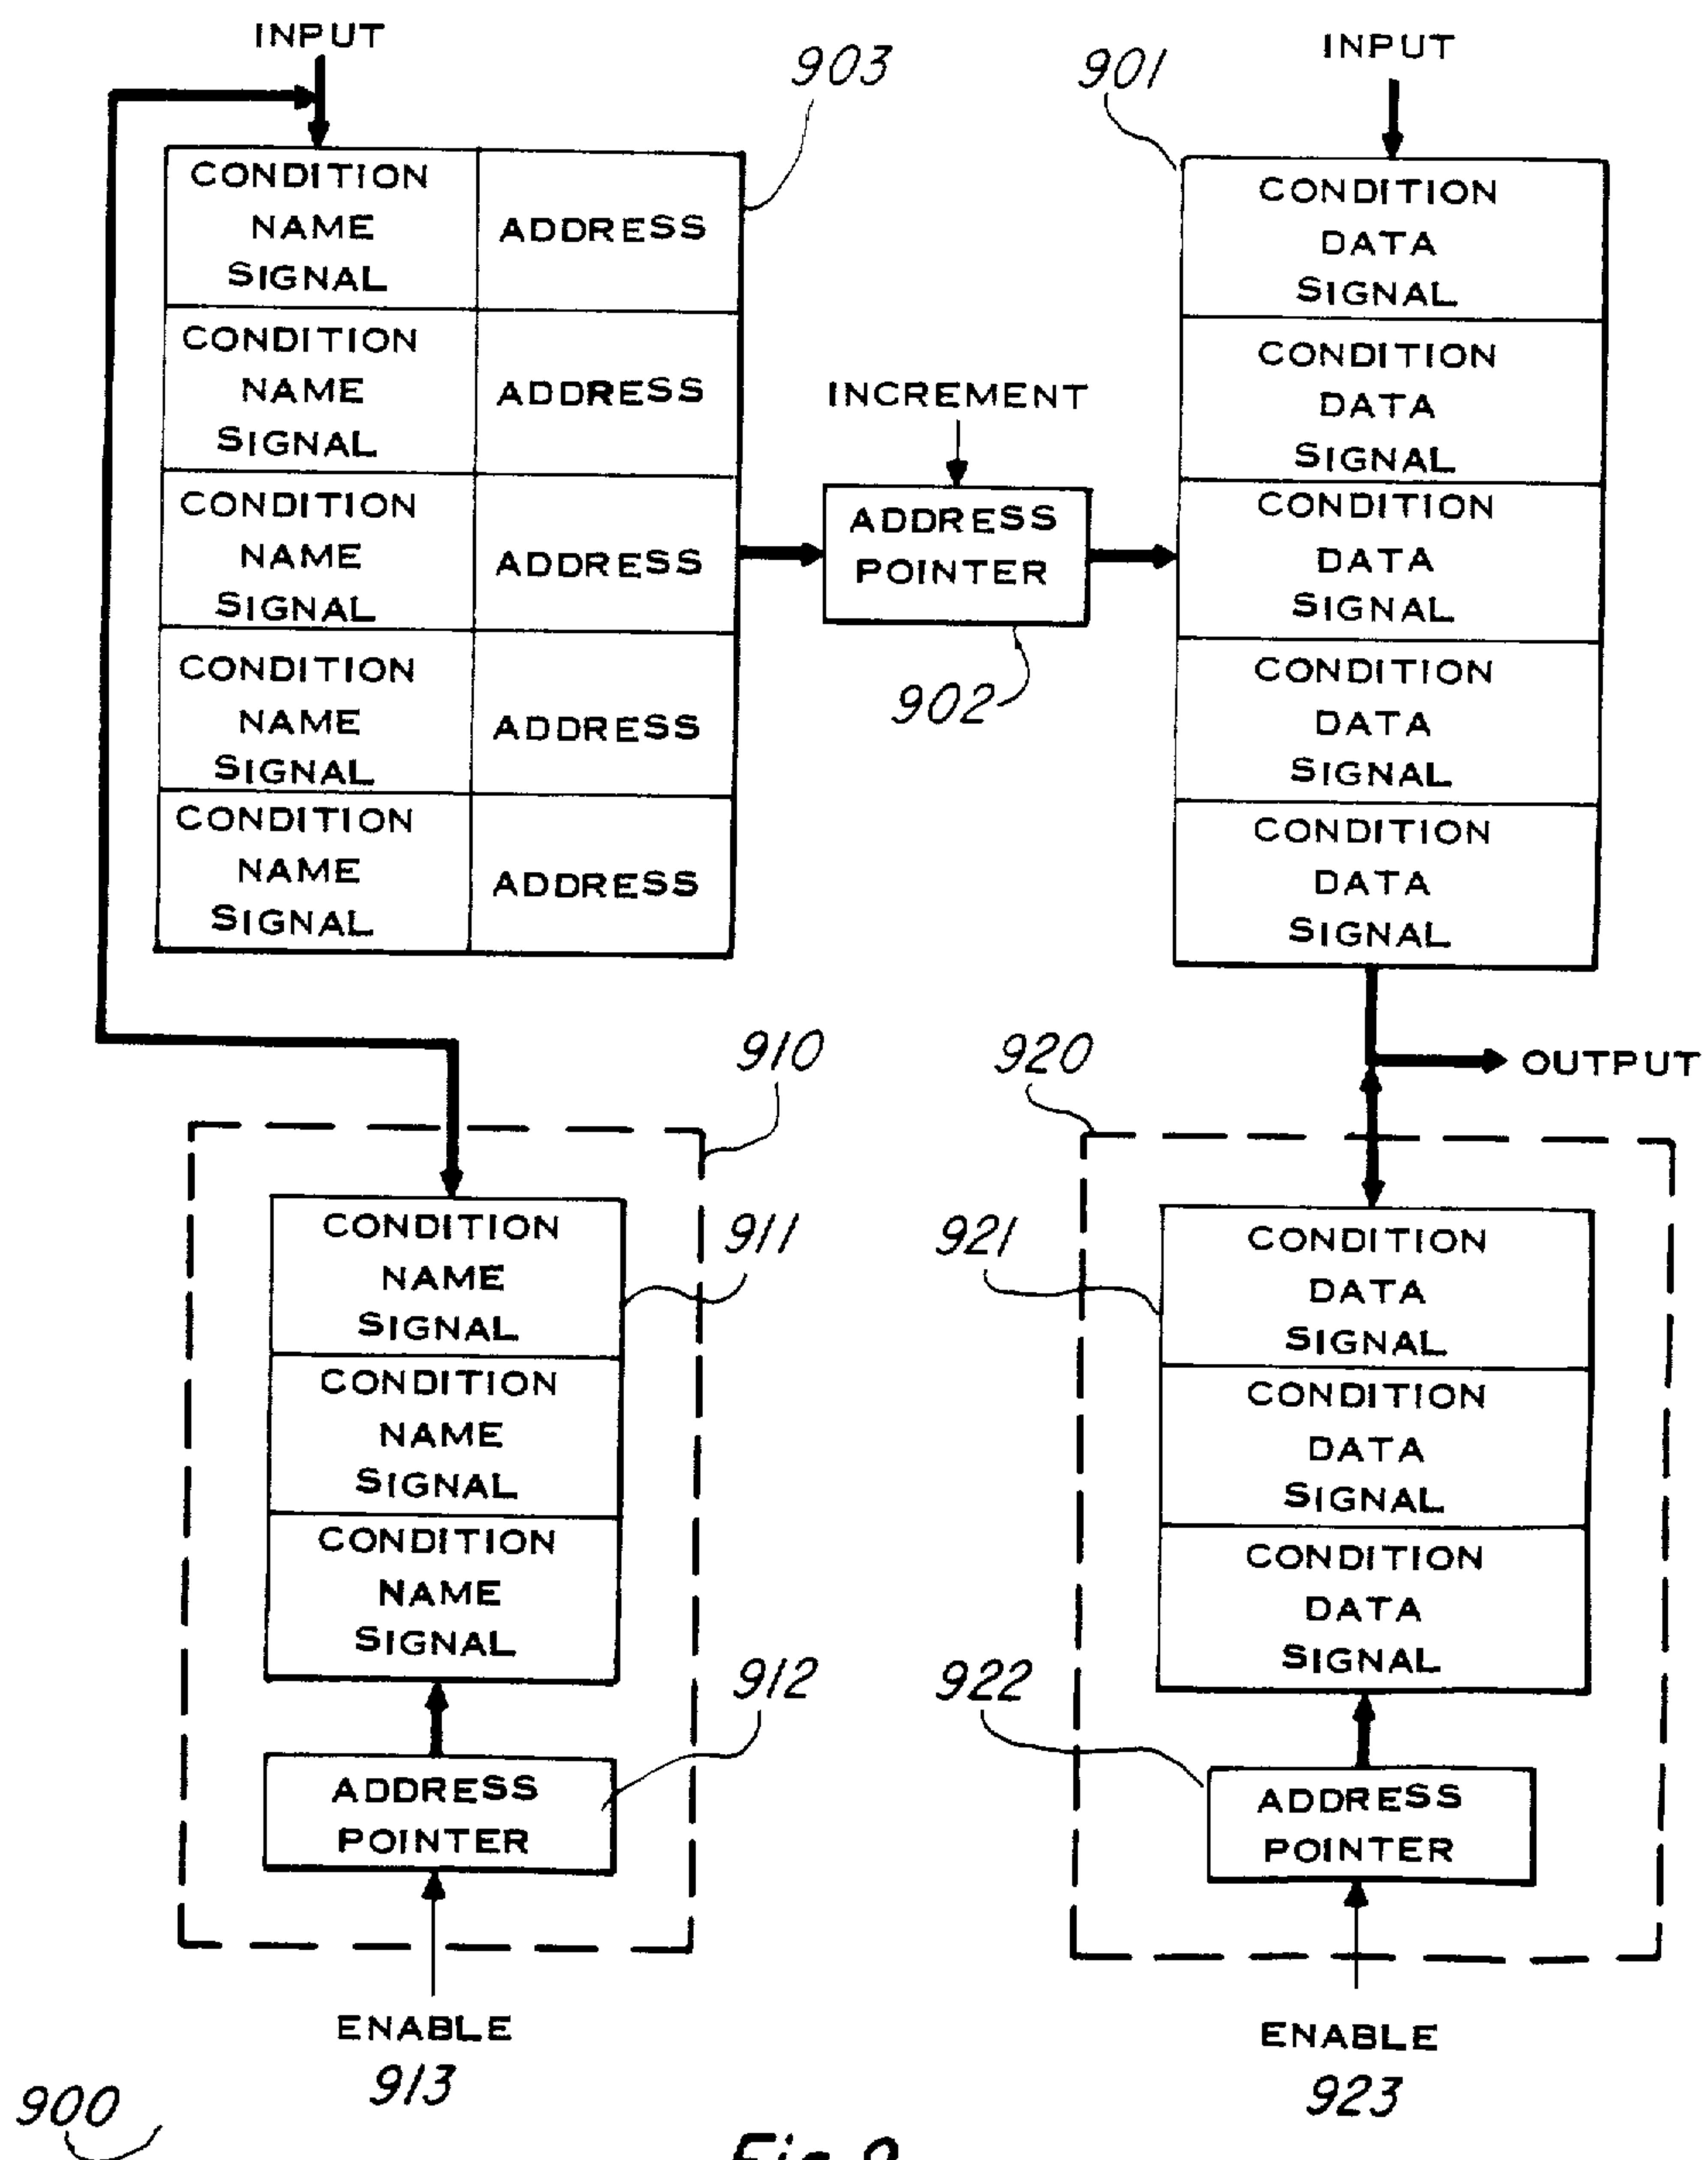 INPUT
903
CONDITION
NAME
SIGNAL
ADDRESS
CONDITION
NAME
SIGNAL
ADDRESS
CONDITION
NAME
SIGNAL
ADDRESS
CONDITION
NAME
SIGNAL
ADDRESS
CONDITION
NAME
SIGNAL
ADDRESS
INCREMENT
ADDRESS
POINTER
902
INPUT
901
CONDITION
DATA
SIGNAL
CONDITION
DATA
SIGNAL
CONDITION
DATA
SIGNAL
CONDITION
DATA
SIGNAL
CONDITION
DATA
SIGNAL
OUTPUT
910
911
CONDITION
NAME
SIGNAL
CONDITION
NAME
SIGNAL
CONDITION
NAME
SIGNAL
912
ADDRESS
POINTER
ENABLE
913
920
921
CONDITION
DATA
SIGNAL
CONDITION
DATA
SIGNAL
CONDITION
DATA
SIGNAL
922
ADDRESS
POINTER
ENABLE
923
900